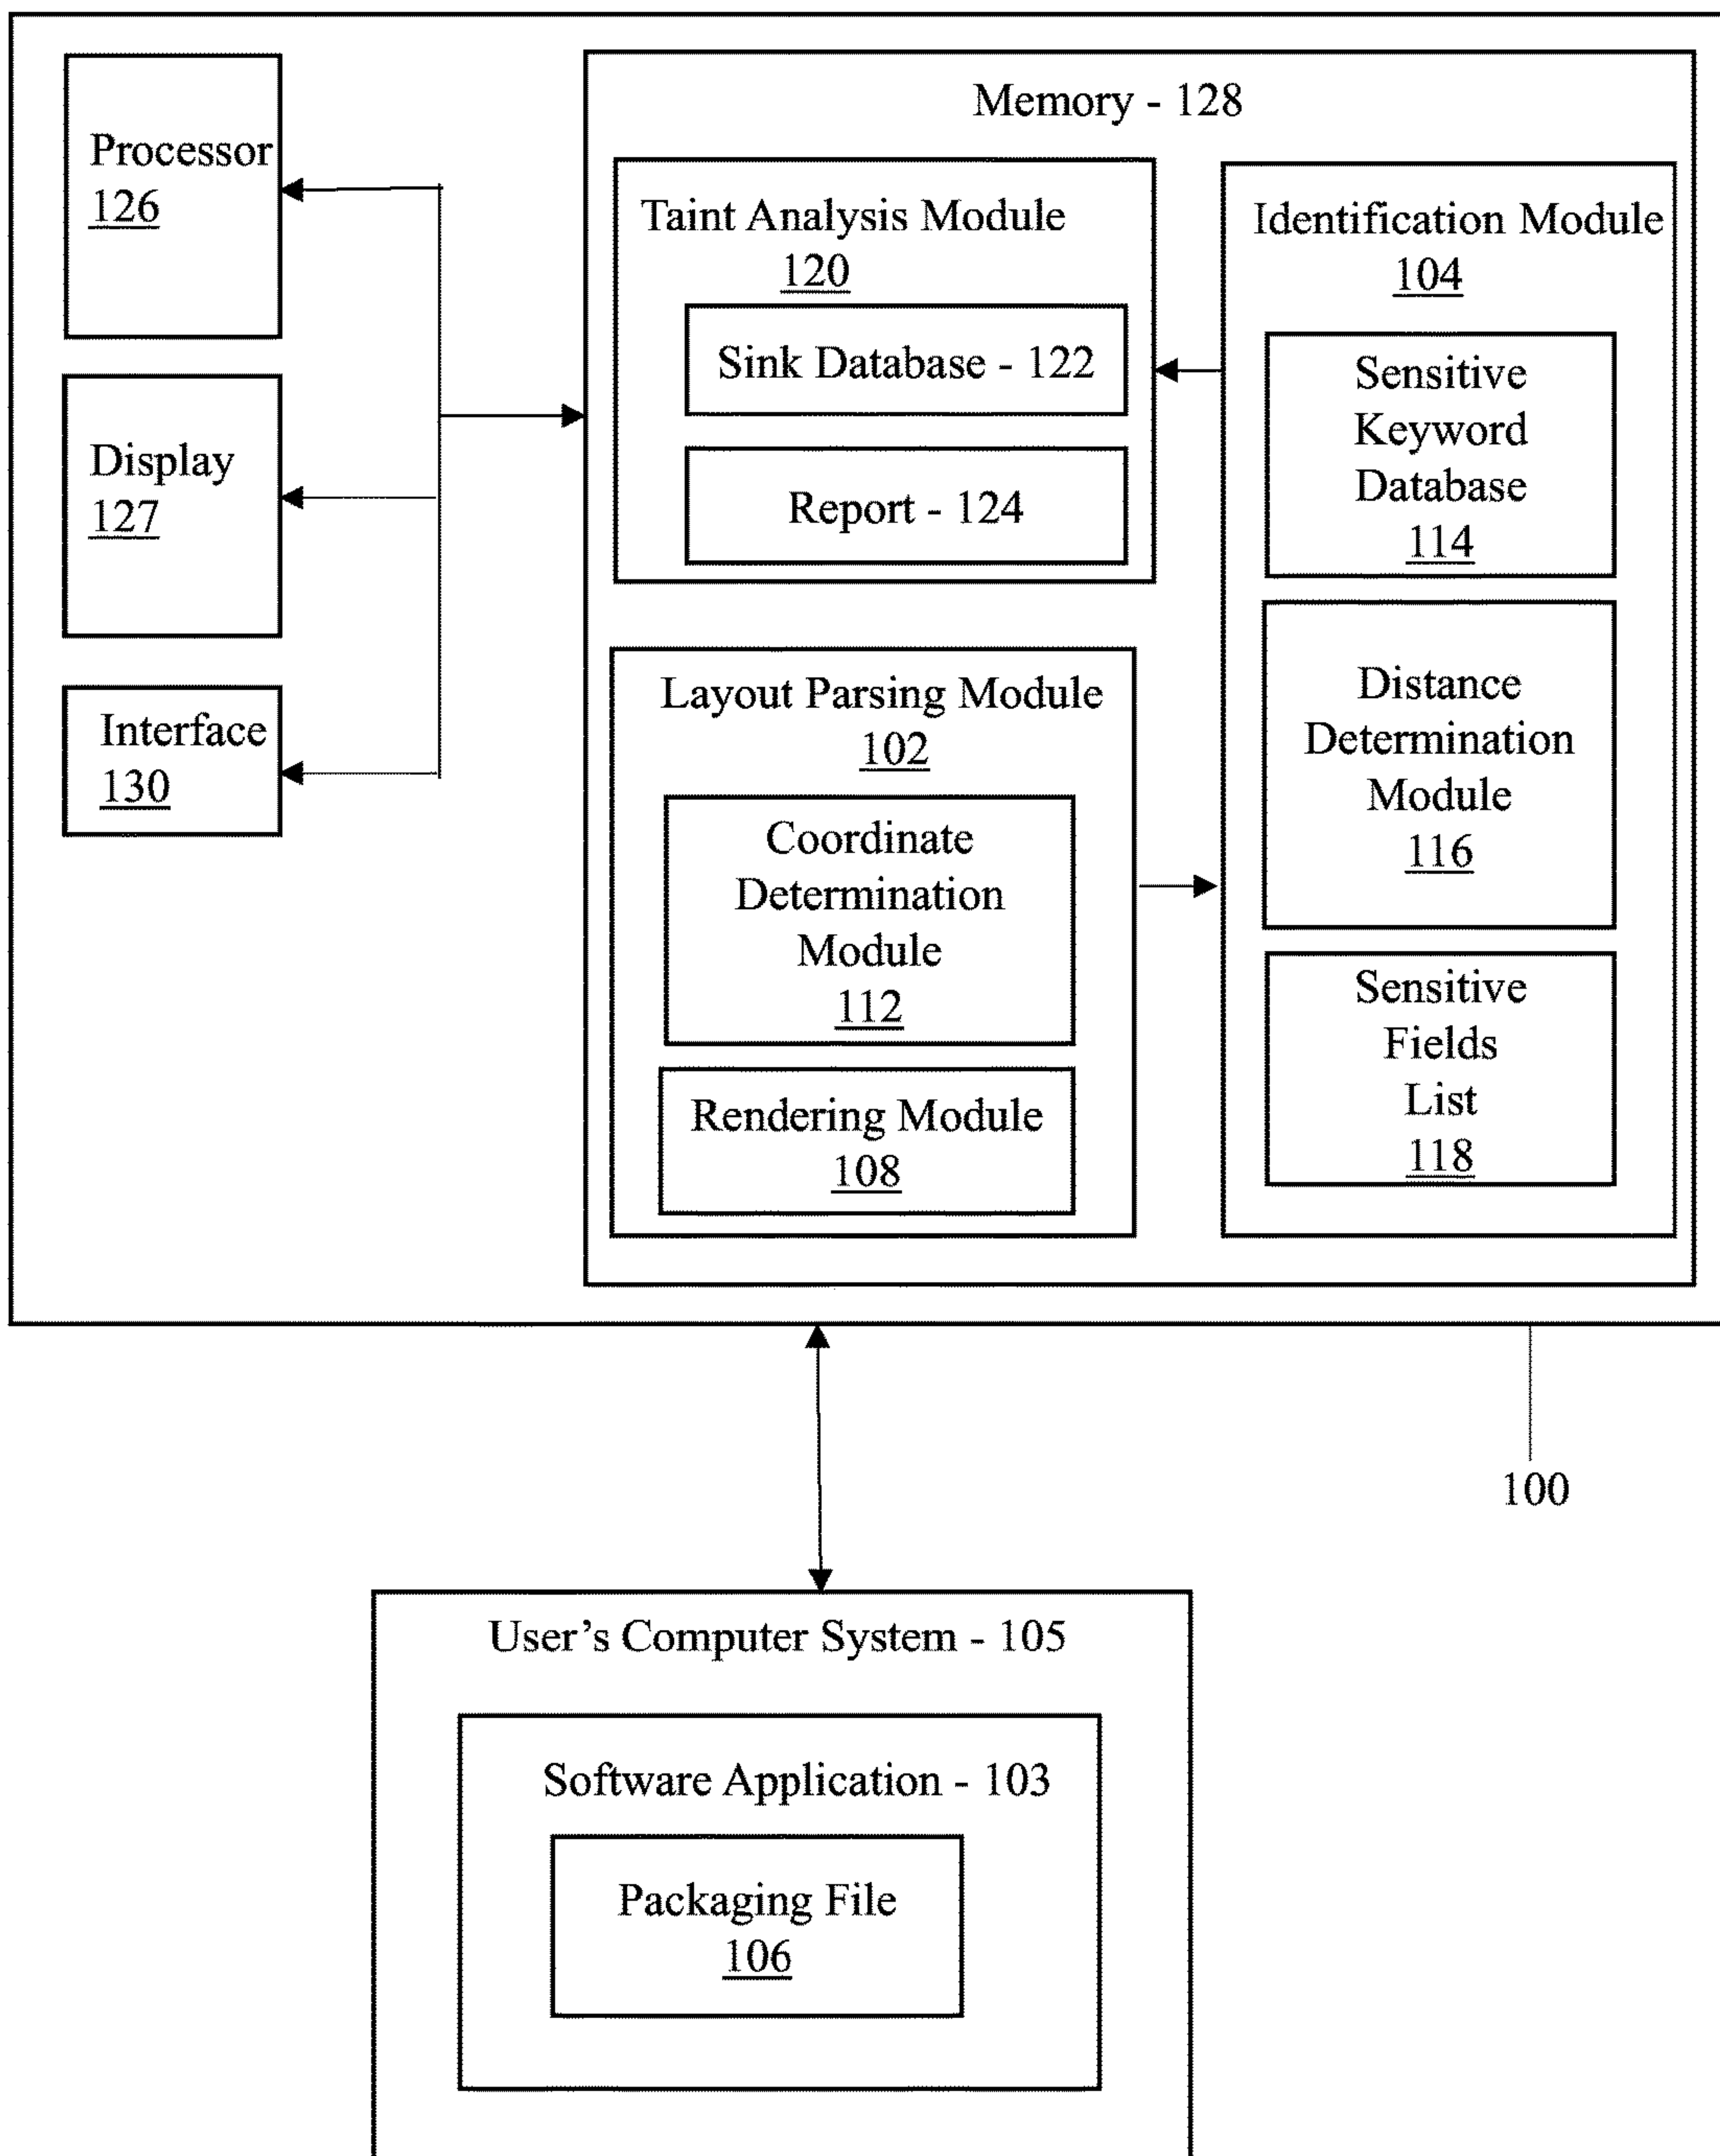 Processor
126
Display
127
Interface
130
Memory - 128
Taint Analysis Module
120
Sink Database - 122
Report - 124
Layout Parsing Module
102
Coordinate
Determination
Module
112
Rendering Module
108
Identification Module
104
Sensitive
Keyword
Database
114
Distance
Determination
Module
116
Sensitive
Fields
List
118
100
User’s Computer System - 105
Software Application - 103
Packaging File
106